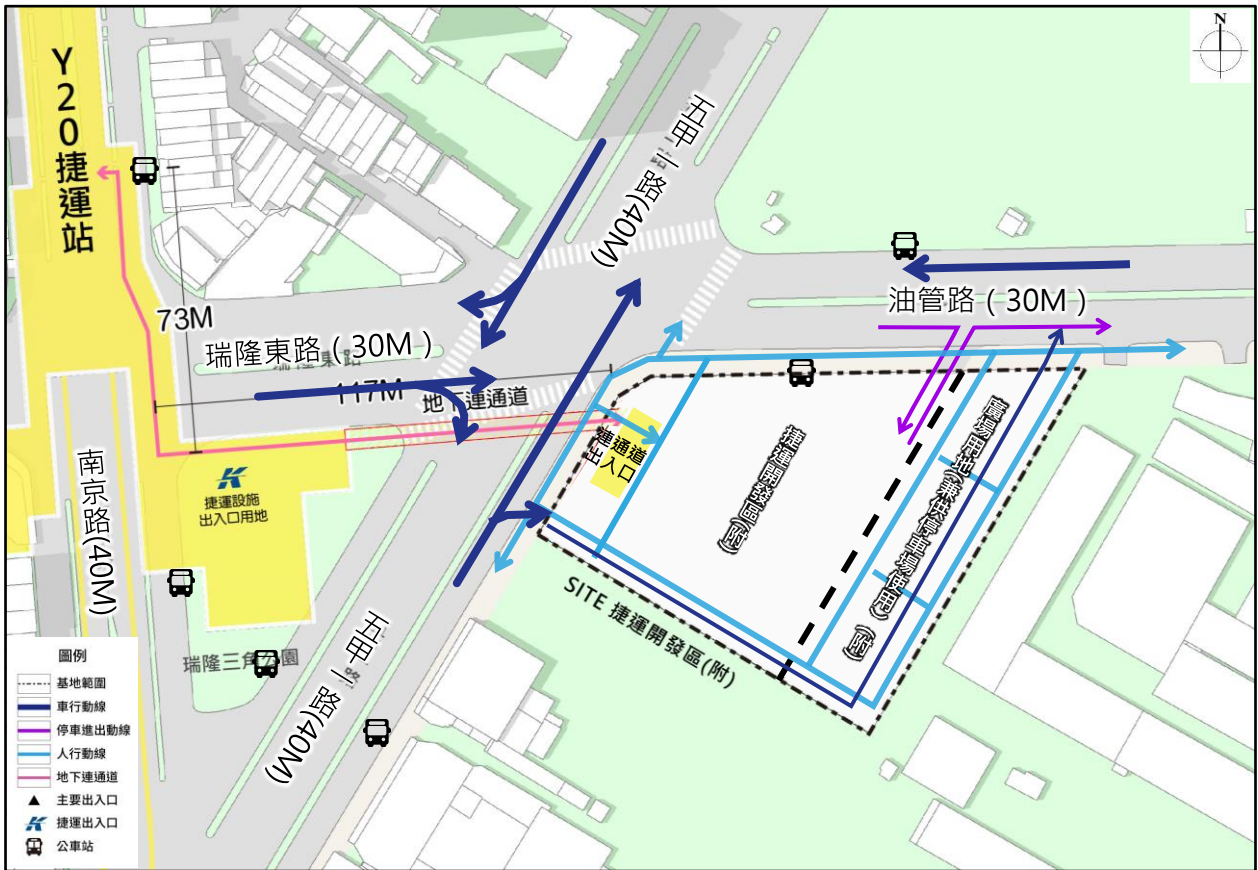 N
Y20捷運站
五甲一路(40M)
油管路（30M）
73M
瑞隆東路（30M）
瑞隆東路
117M
地下連通道
連通道
出入口
捷運開發區(附)
廣場用地(兼供停車場使用)(附)
捷運設施
出入口用地
南京路(40M)
SITE 捷運開發區(附)
瑞隆三角公園
五甲一路(40M)
圖例
基地範圍
車行動線
停車進出動線
人行動線
地下連通道
主要出入口
捷運出入口
公車站